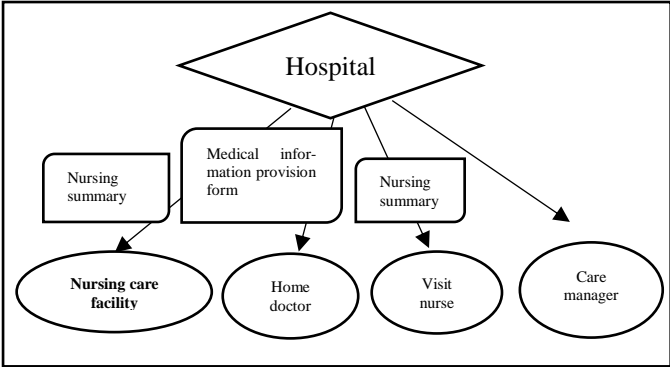 Hospital
Medical infor-
mation provision
form
Nursing
summary
Nursing
summary
Nursing care
facility
Home
doctor
Visit
nurse
Care
manager